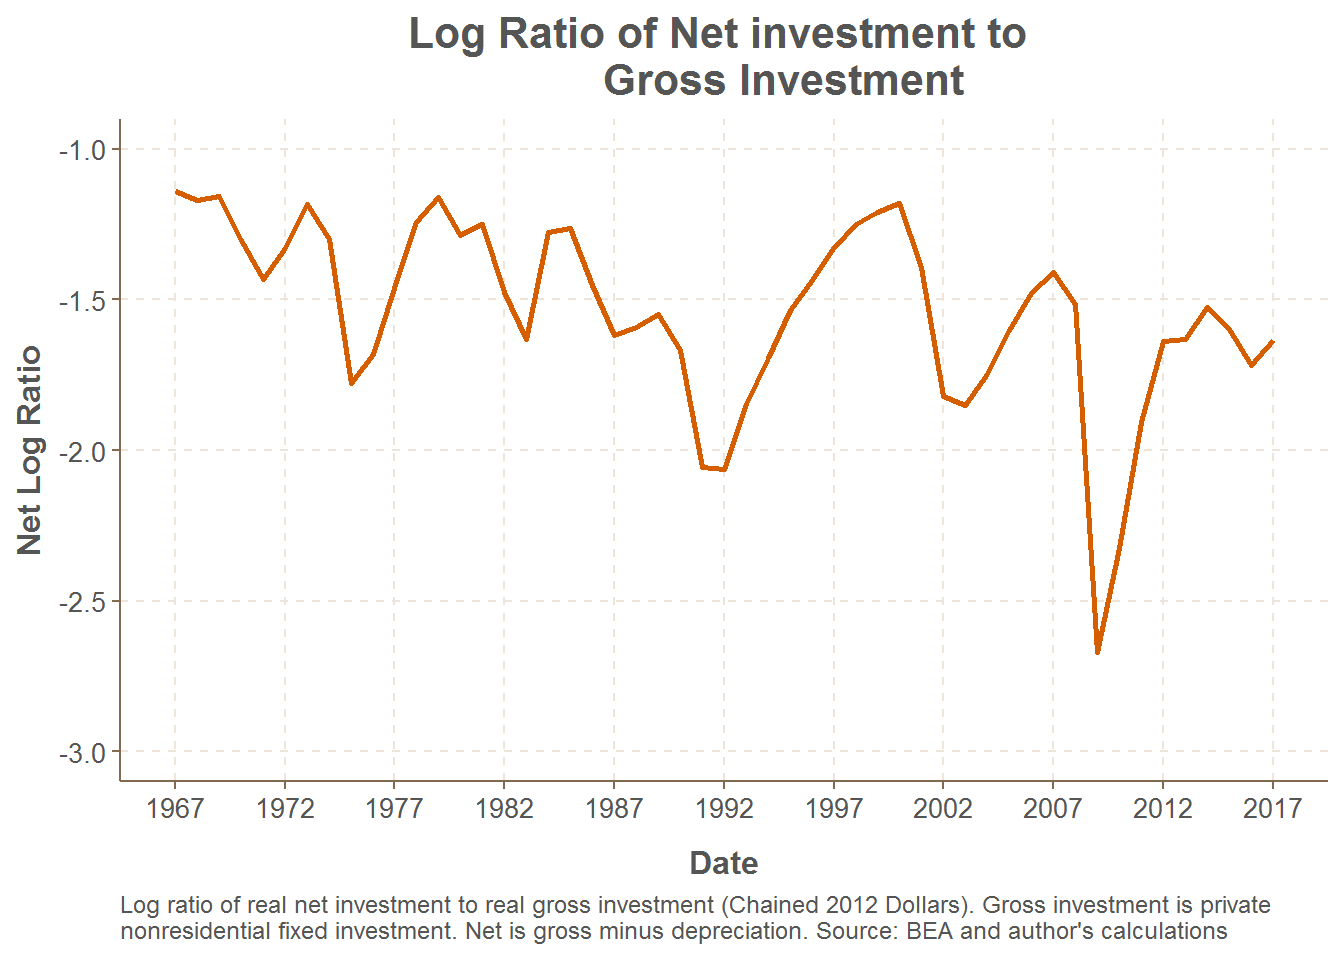 Log Ratio of Net investment to
Gross Investment
Net Log Ratio
-1.0
-1.5
-2.0
-2.5
-3.0
1967 1972 1977 1982 1987 1992 1997 2002 2007 2012 2017
Date
Log ratio of real net investment to real gross investment (Chained 2012 Dollars). Gross investment is private
nonresidential fixed investment. Net is gross minus depreciation. Source: BEA and author's calculations